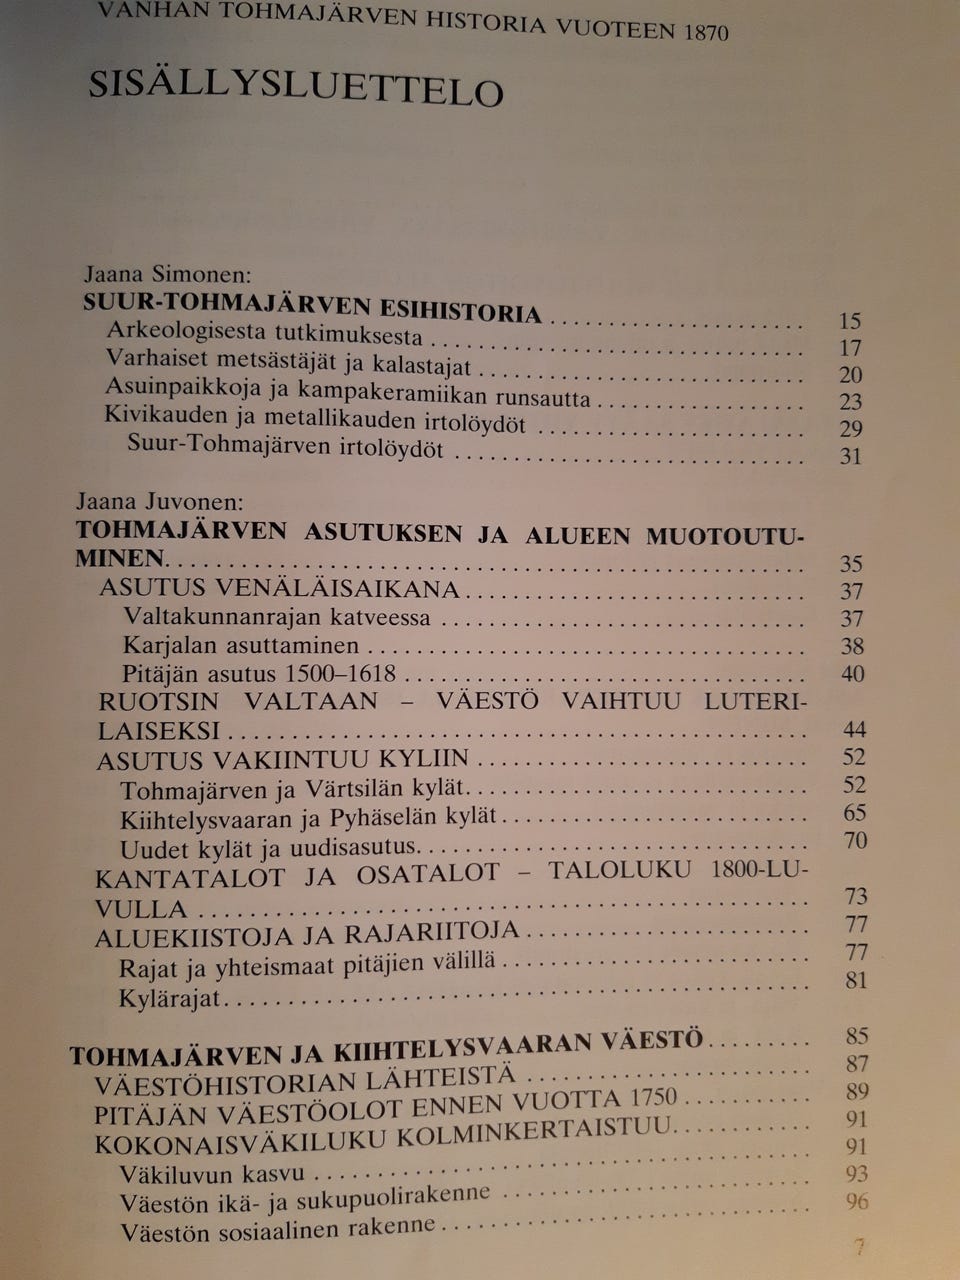 VANHAN TOHMAJÄRVEN HISTORIA VUOTEEN 1870
SISÄLLYSLUETTELO
Jaana Simonen:
SUUR-TOHMAJÄRVEN ESIHISTORIA ........................ 15
Arkeologisesta tutkimuksesta ................................ 17
Varhaiset metsästäjät ja kalastajat ............................ 20
Asuinpaikkoja ja kampakeramiikan runsautta .................. 23
Kivikauden ja metallikauden irtolöydöt ....................... 29
Suur-Tohmajärven irtolöydöt .............................. 31
Jaana Juvonen:
TOHMAJÄRVEN ASUTUKSEN JA ALUEEN MUOTOUTU-
MINEN ....................................................... 35
ASUTUS VENÄLÄISAIKANA ............................... 37
Valtakunnanrajan katveessa ................................ 37
Karjalan asuttaminen ...................................... 38
Pitäjän asutus 1500–1618 .................................. 40
RUOTSIN VALTAAN – VÄESTÖ VAIHTUU LUTERI-
LAISEKSI .................................................. 44
ASUTUS VAKIINTUU KYLIIN ............................. 52
Tohmajärven ja Värtsilän kylät .............................. 52
Kiihtelysvaaran ja Pyhäselän kylät ........................... 65
Uudet kylät ja uudisasutus .................................. 70
KANTATALOT JA OSATALOT – TALOLUKU 1800-LU-
VULLA .................................................... 73
ALUEKIISTOJA JA RAJARIITOJA .......................... 77
Rajat ja yhteismaat pitäjien välillä ........................... 77
Kylärajat .................................................. 81
TOHMAJÄRVEN JA KIIHTELYSVAARAN VÄESTÖ ......... 85
VÄESTÖHISTORIAN LÄHTEISTÄ .......................... 87
PITÄJÄN VÄESTÖOLOT ENNEN VUOTTA 1750 ........... 89
KOKONAISVÄKILUKU KOLMINKERTAISTUU ............. 91
Väkiluvun kasvu ........................................... 91
Väestön ikä- ja sukupuolirakenne ............................ 93
Väestön sosiaalinen rakenne ................................. 96
7